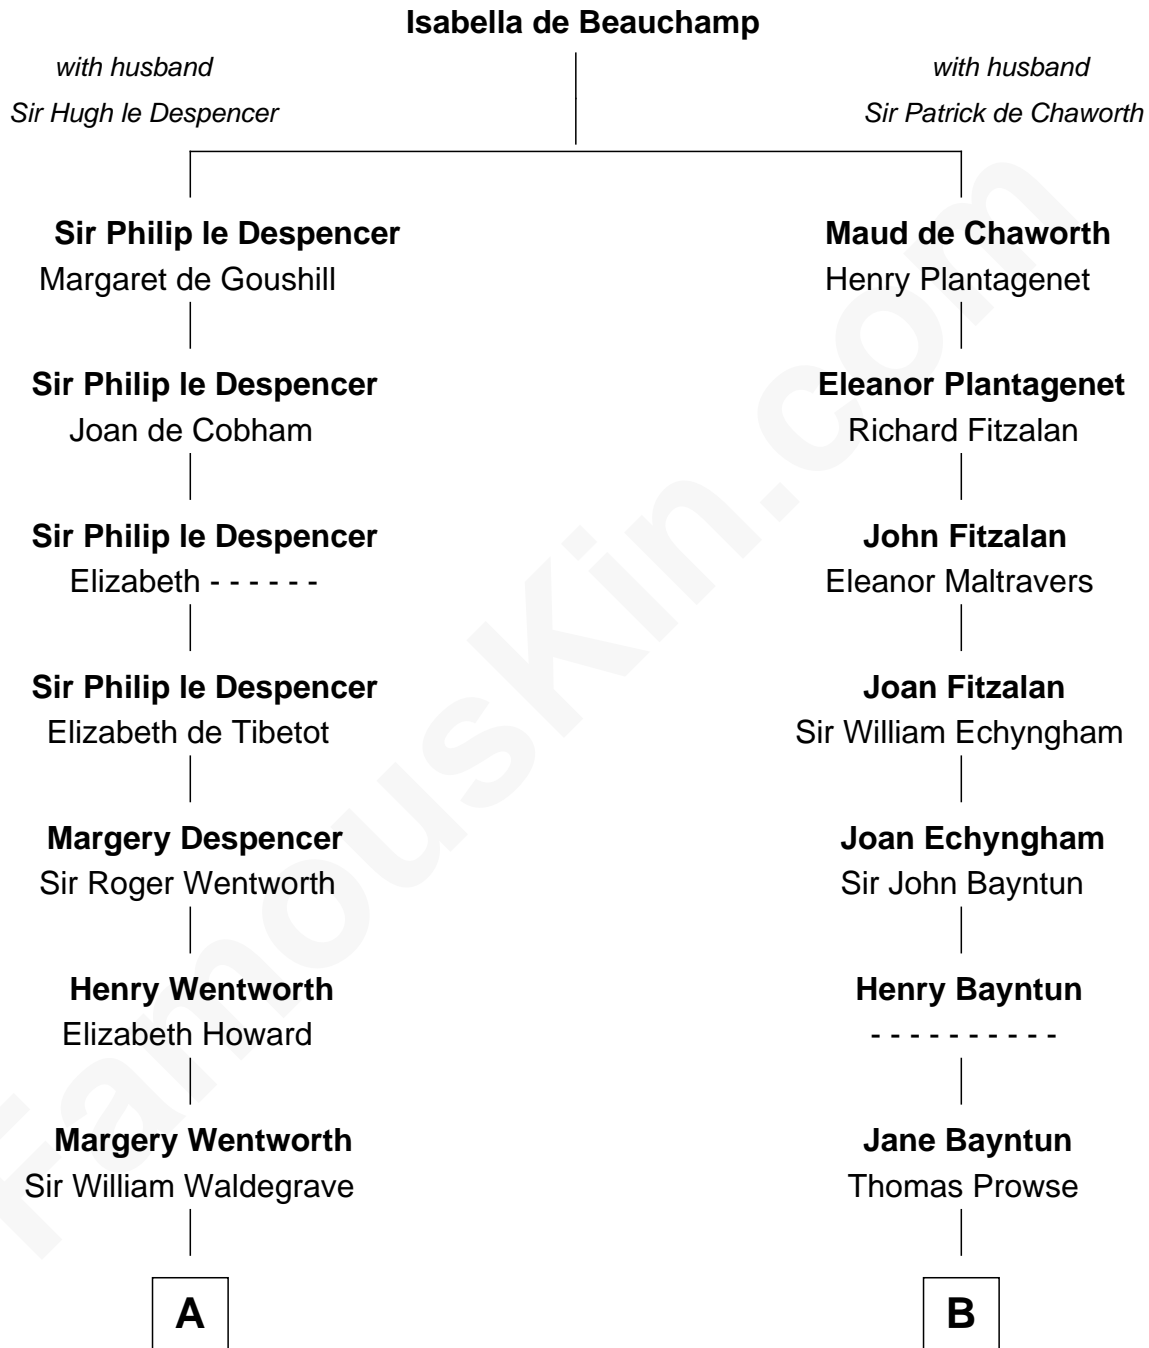 Isabella de Beauchamp
with husband
Sir Hugh le Despencer
with husband
Sir Patrick de Chaworth
Sir Philip le Despencer
Margaret de Goushill
Maud de Chaworth
Henry Plantagenet
Sir Philip le Despencer
Joan de Cobham
Eleanor Plantagenet
Richard Fitzalan
Sir Philip le Despencer
Elizabeth - - - - - -
John Fitzalan
Eleanor Maltravers
Sir Philip le Despencer
Elizabeth de Tibetot
Joan Fitzalan
Sir William Echyngham
Margery Despencer
Sir Roger Wentworth
Joan Echyngham
Sir John Bayntun
Henry Wentworth
Elizabeth Howard
Henry Bayntun
- - - - - - - - - -
Margery Wentworth
Sir William Waldegrave
Jane Bayntun
Thomas Prowse
A
B
FamousKin.com